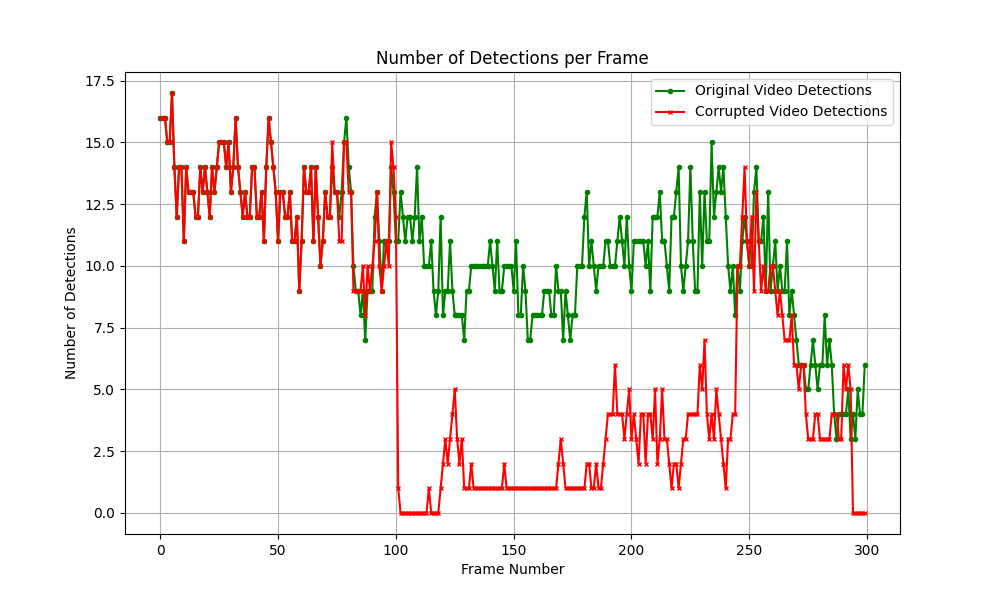 Number of Detections per Frame
Original Video Detections
Corrupted Video Detections
17.5
15.0
12.5
10.0
7.5
5.0
2.5
0.0
Number of Detections
0 50 100 150 200 250 300
Frame Number